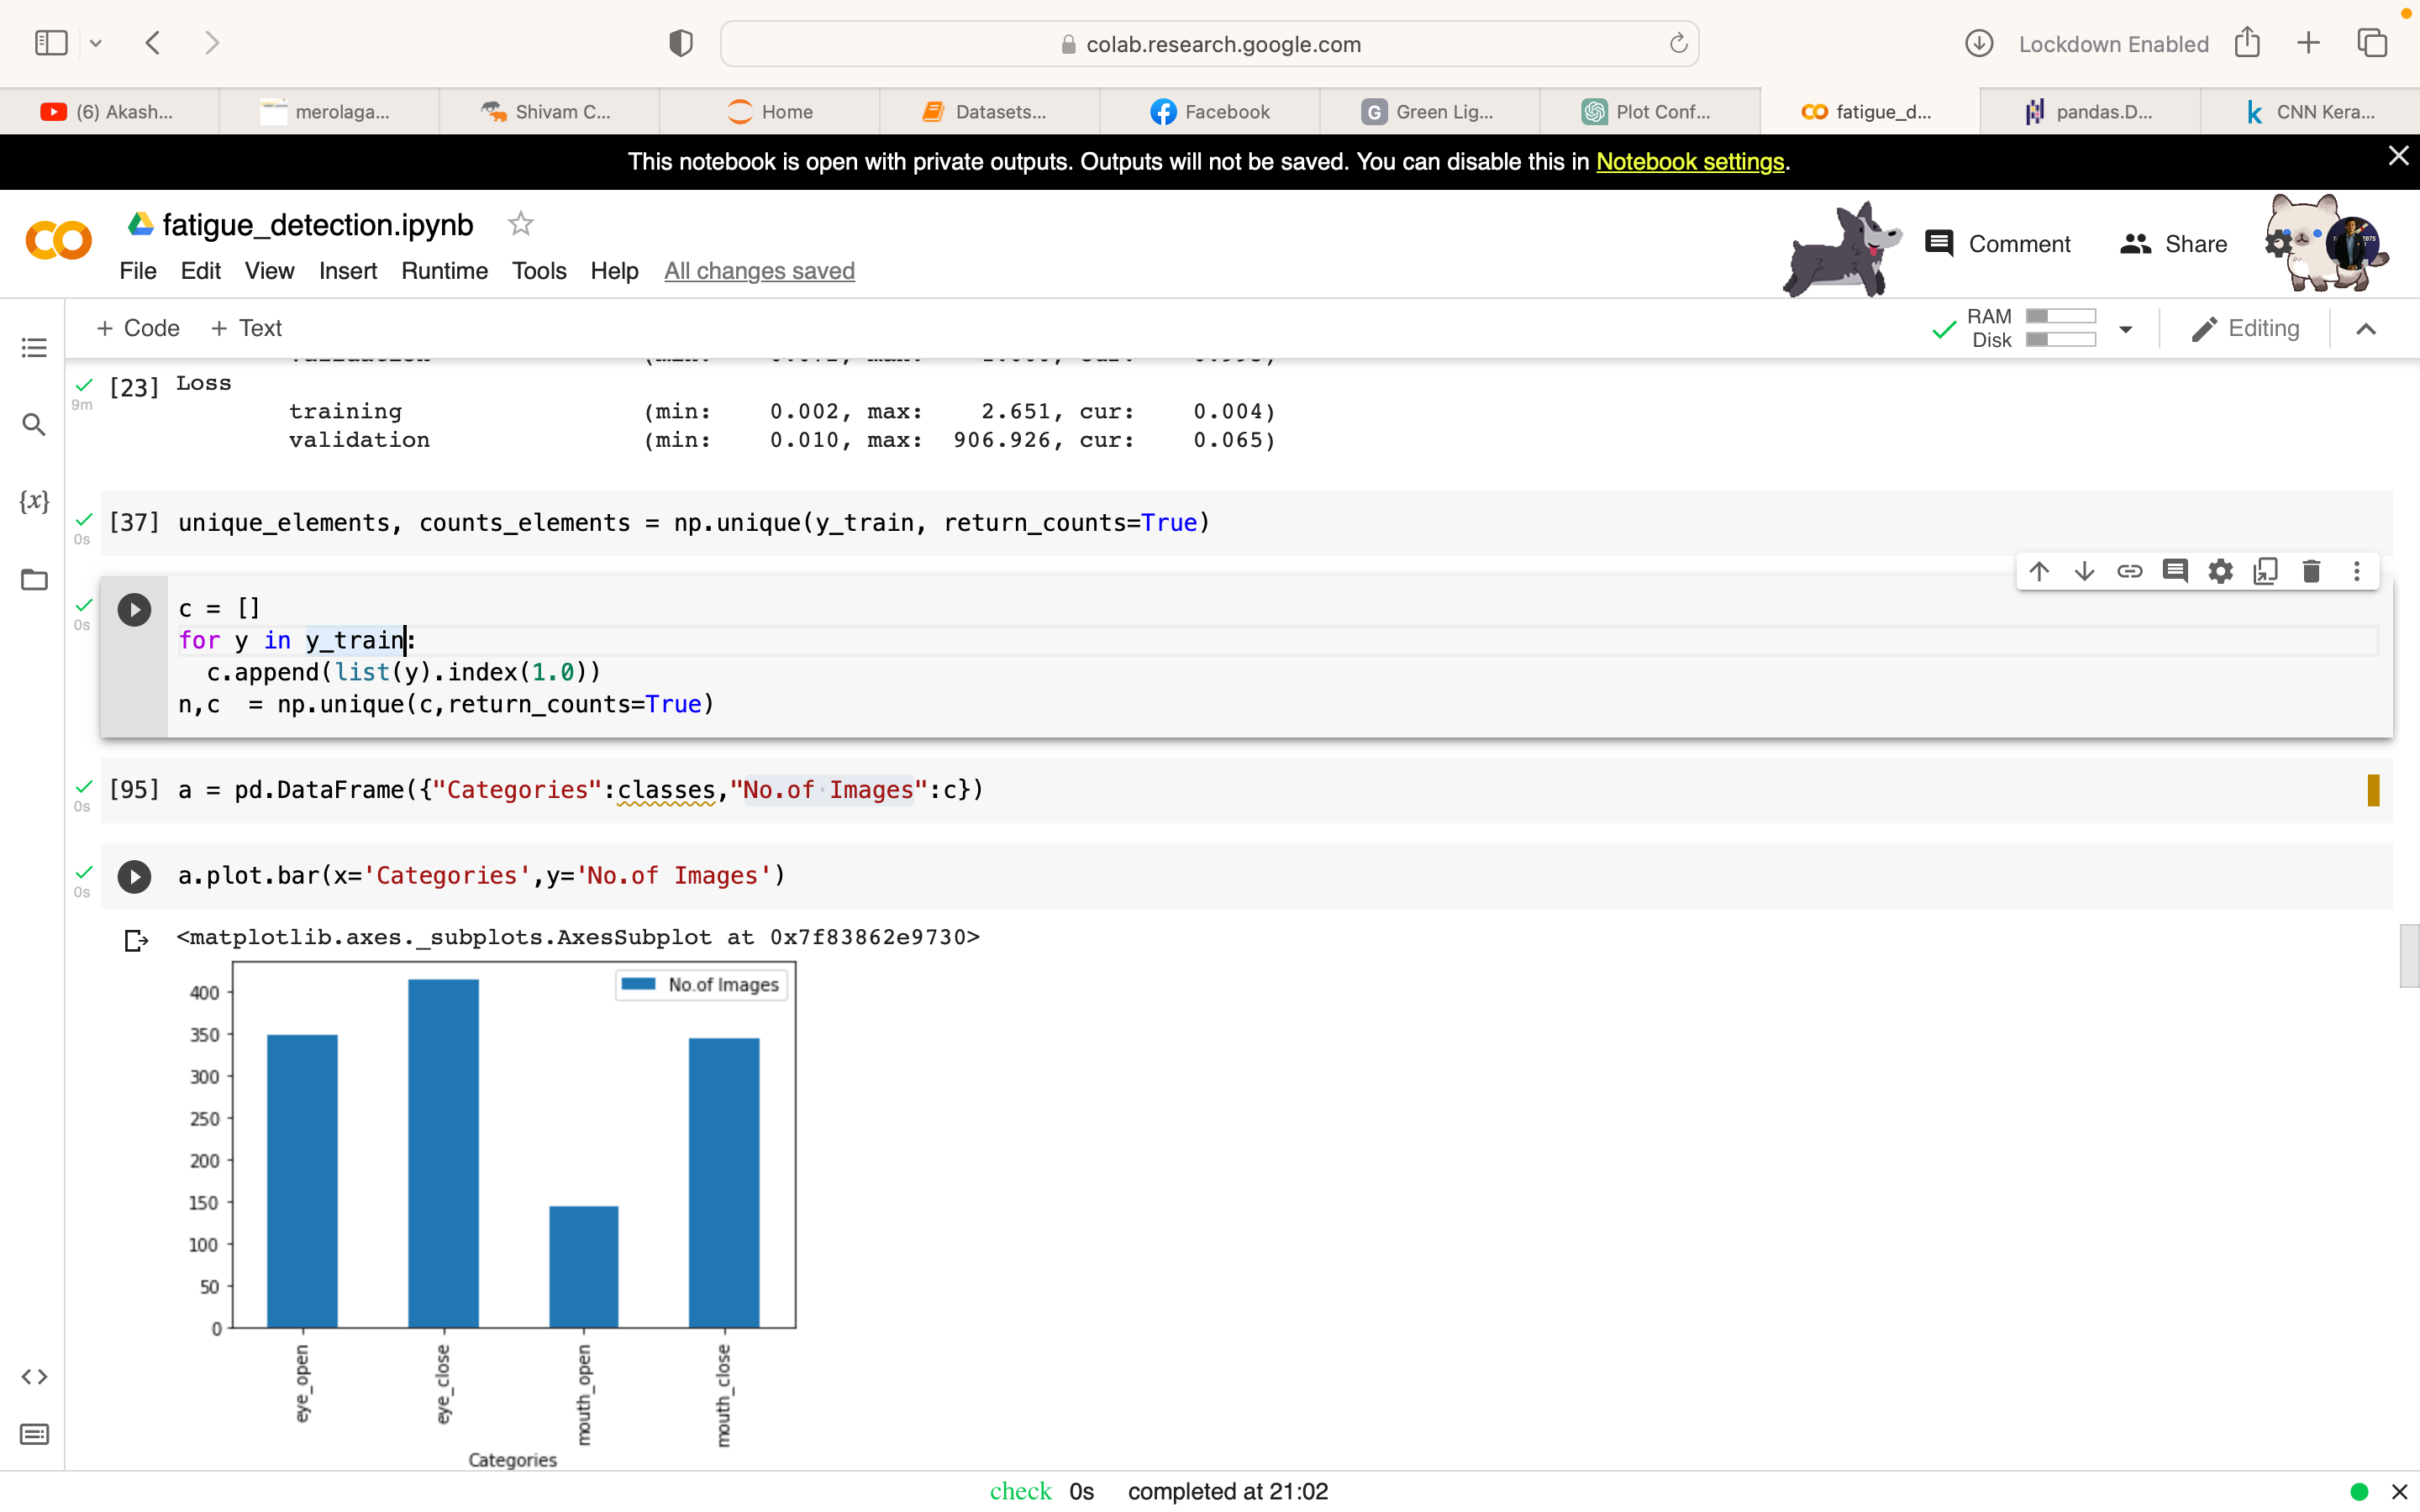 colab.research.google.com
Lockdown Enabled
(6) Akash...
merolaga...
Shivam C...
Home
Datasets...
Facebook
G Green Lig...
Plot Conf...
fatigue_d...
pandas.D...
k CNN Kera...
This notebook is open with private outputs. Outputs will not be saved. You can disable this in Notebook settings.
fatigue_detection.ipynb
Comment
Share
File Edit View Insert Runtime Tools Help All changes saved
+ Code + Text
RAM
Disk
Editing
[23] Loss
9m
training (min: 0.002, max: 2.651, cur: 0.004)
validation (min: 0.010, max: 906.926, cur: 0.065)
{x}
[37] unique_elements, counts_elements = np.unique(y_train, return_counts=True)
0s
c = []
0s
for y in y_train:
c.append(list(y).index(1.0))
n,c  = np.unique(c,return_counts=True)
[95] a = pd.DataFrame({"Categories":classes,"No.of Images":c})
0s
a.plot.bar(x='Categories',y='No.of Images')
0s
<matplotlib.axes._subplots.AxesSubplot at 0x7f83862e9730>
No.of Images
400
350
300
250
200
150
100
50
0
eye_open
eye_close
mouth_open
mouth_close
Categories
check 0s completed at 21:02